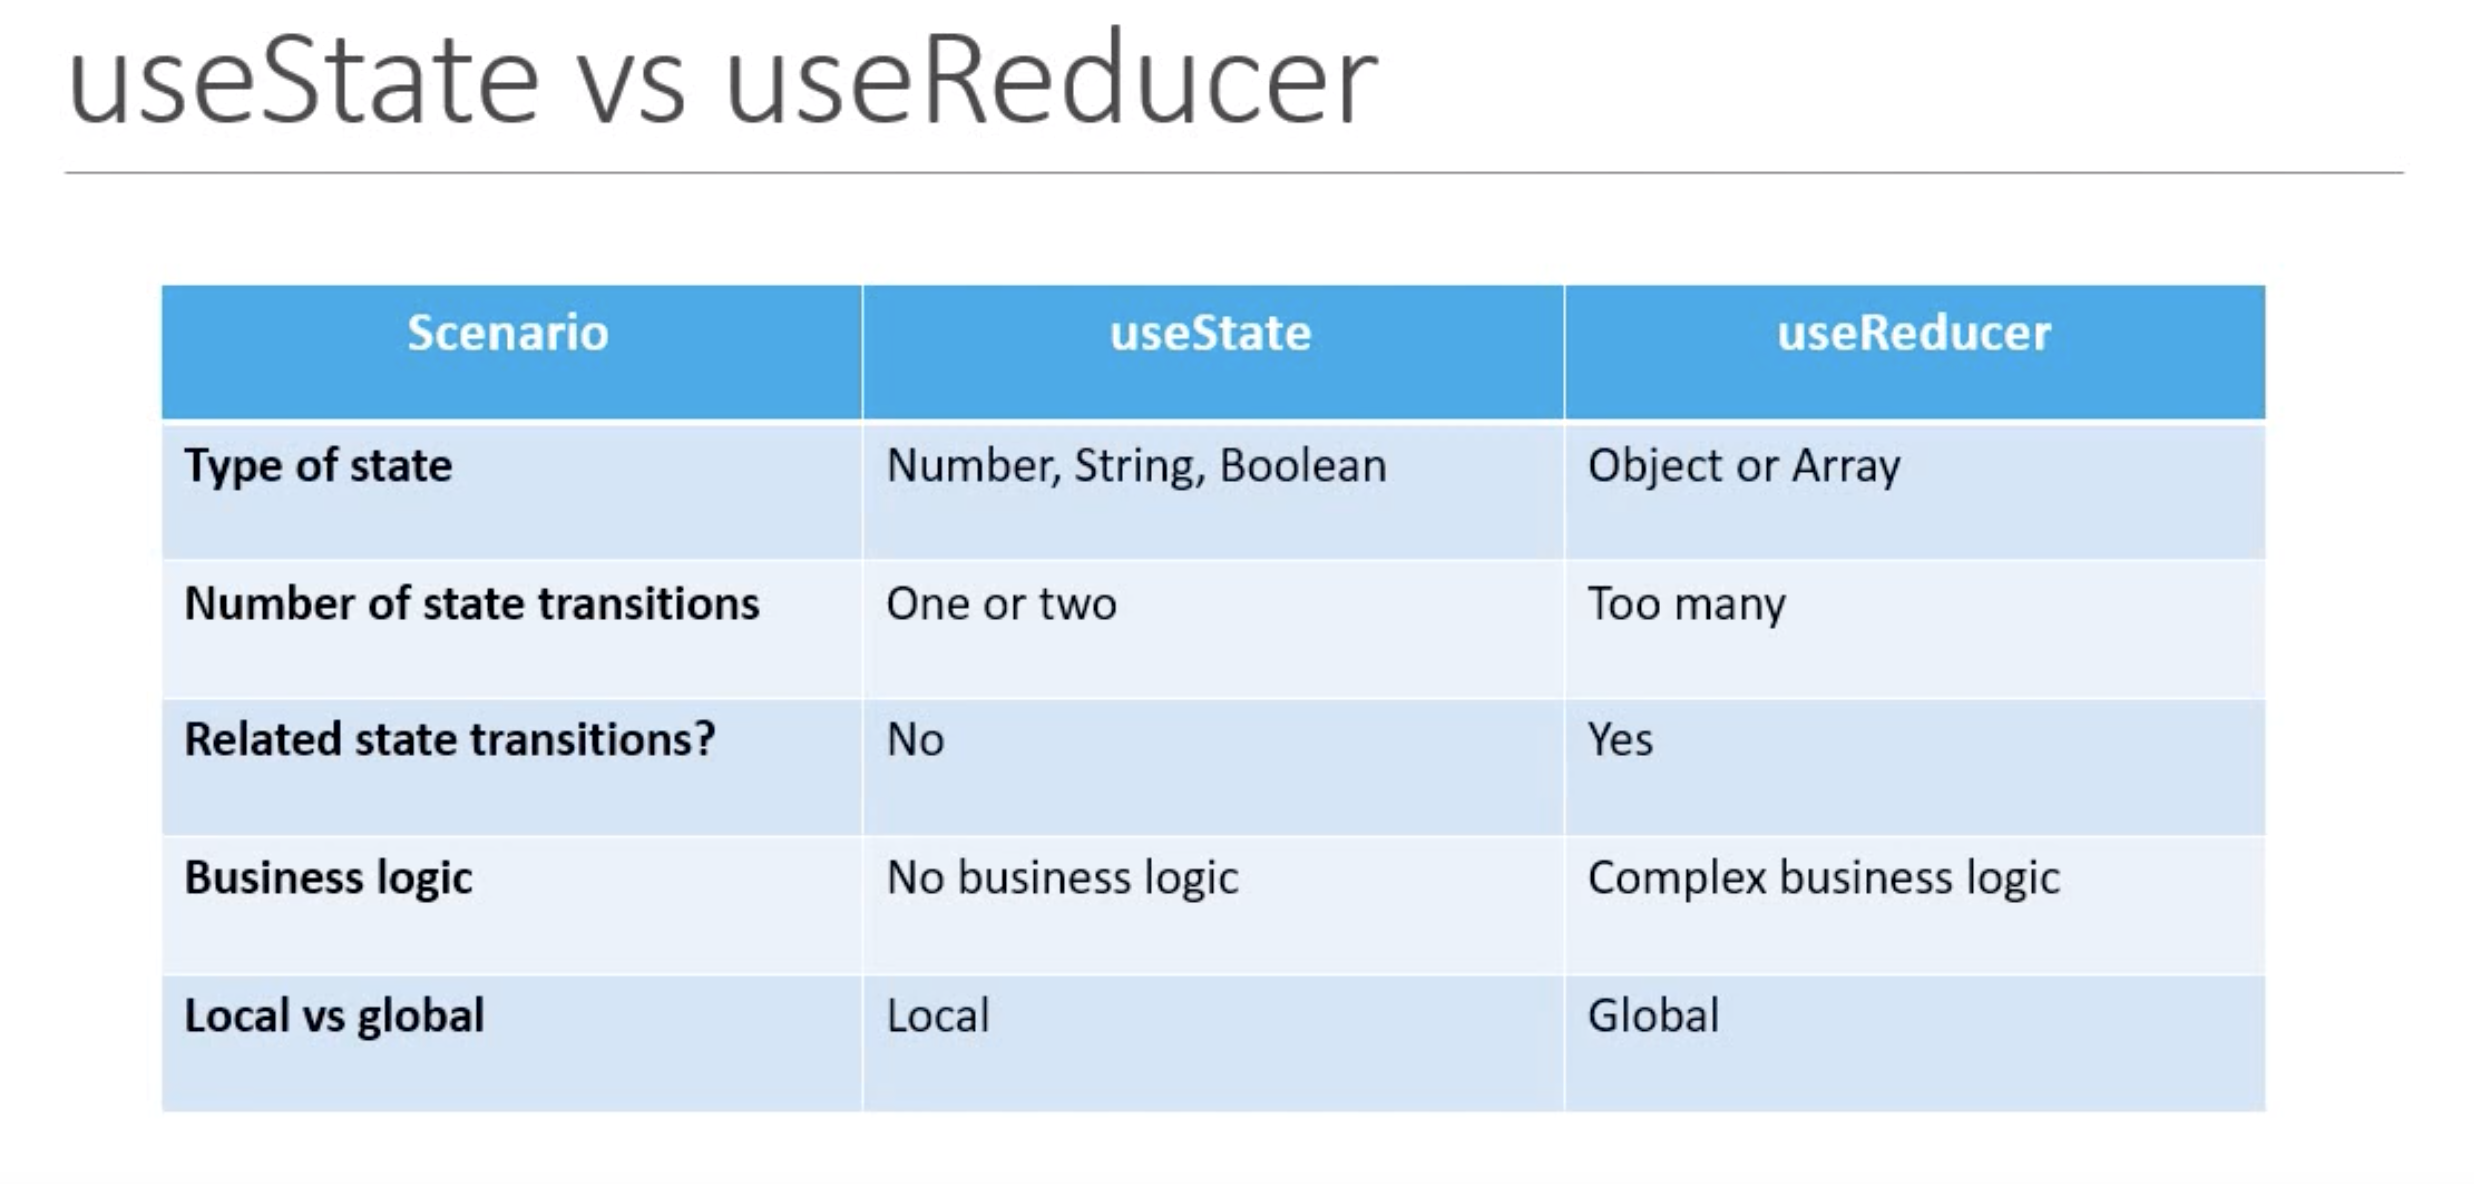 useState vs useReducer
Scenario useState useReducer
Type of state Number, String, Boolean Object or Array
Number of state transitions One or two Too many
Related state transitions? No Yes
Business logic No business logic Complex business logic
Local vs global Local Global